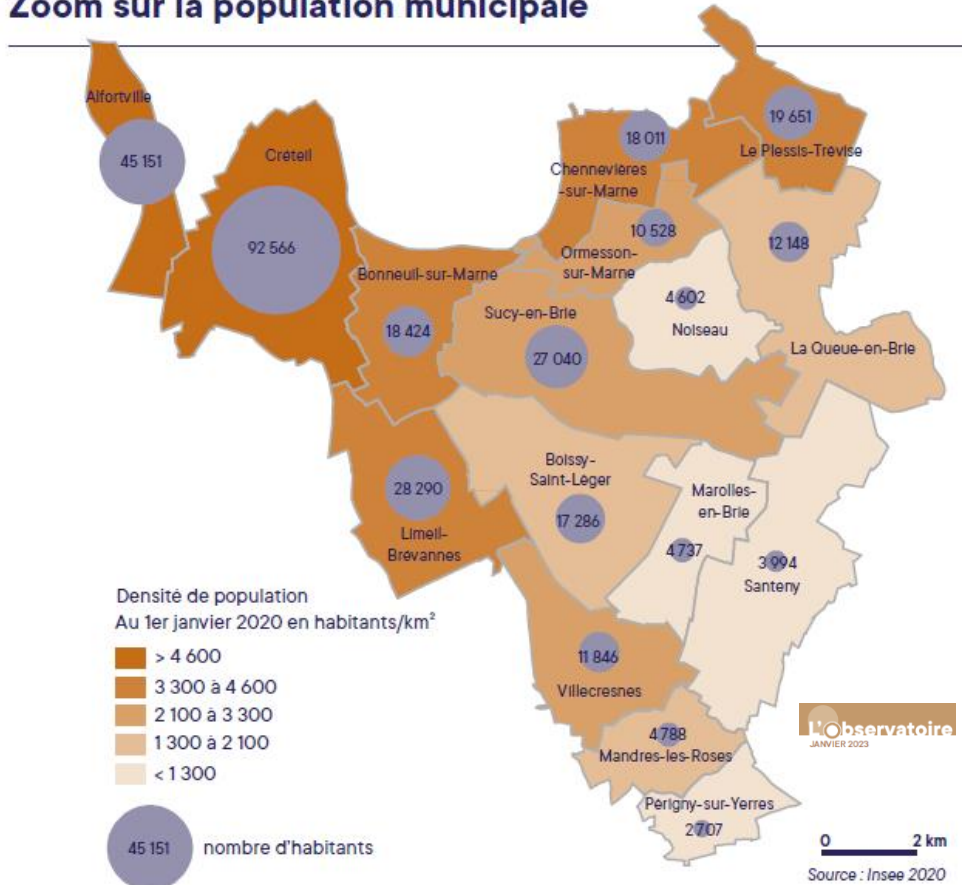 Zoom sur la population municipale
Alfortville
45 151
Créteil
92 566
18 011
Chennevières
-sur-Marne
19 651
Le Plessis-Trévise
10 528
Ormesson-
sur-Marne
12 148
Bonneuil-sur-Marne
18 424
Sucy-en-Brie
27 040
4 602
Noiseau
La Queue-en-Brie
28 290
Limeil-
Brévannes
Boissy-
Saint-Léger
17 286
Marolles-
en-Brie
4 737
3 994
Santeny
11 846
Villecresnes
4 788
Mandres-les-Roses
Périgny-sur-Yerres
2 707
Densité de population
Au 1er janvier 2020 en habitants/km²
> 4 600
3 300 à 4 600
2 100 à 3 300
1 300 à 2 100
< 1 300
45 151
nombre d'habitants
L'Observatoire
JANVIER 2023
0 2 km
Source : Insee 2020